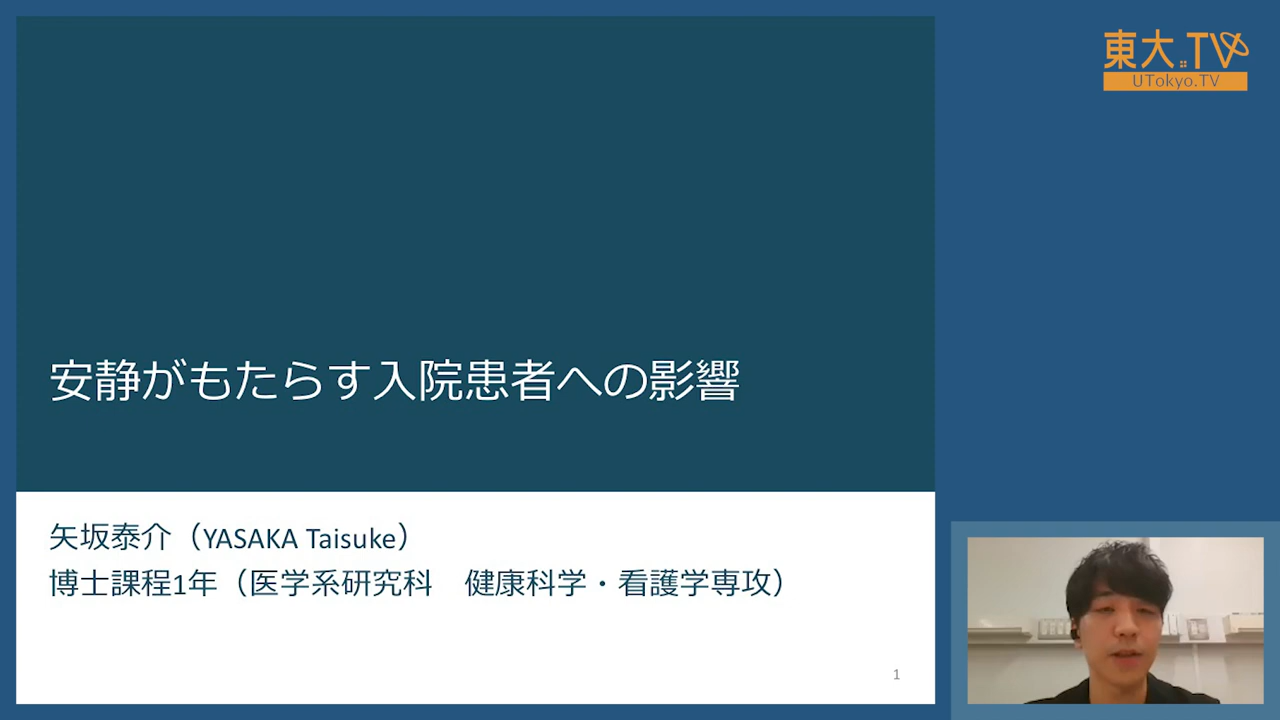 東大TV
UTokyo.TV
安静がもたらす入院患者への影響
矢坂泰介（YASAKA Taisuke）
博士課程1年（医学系研究科　健康科学・看護学専攻）
1